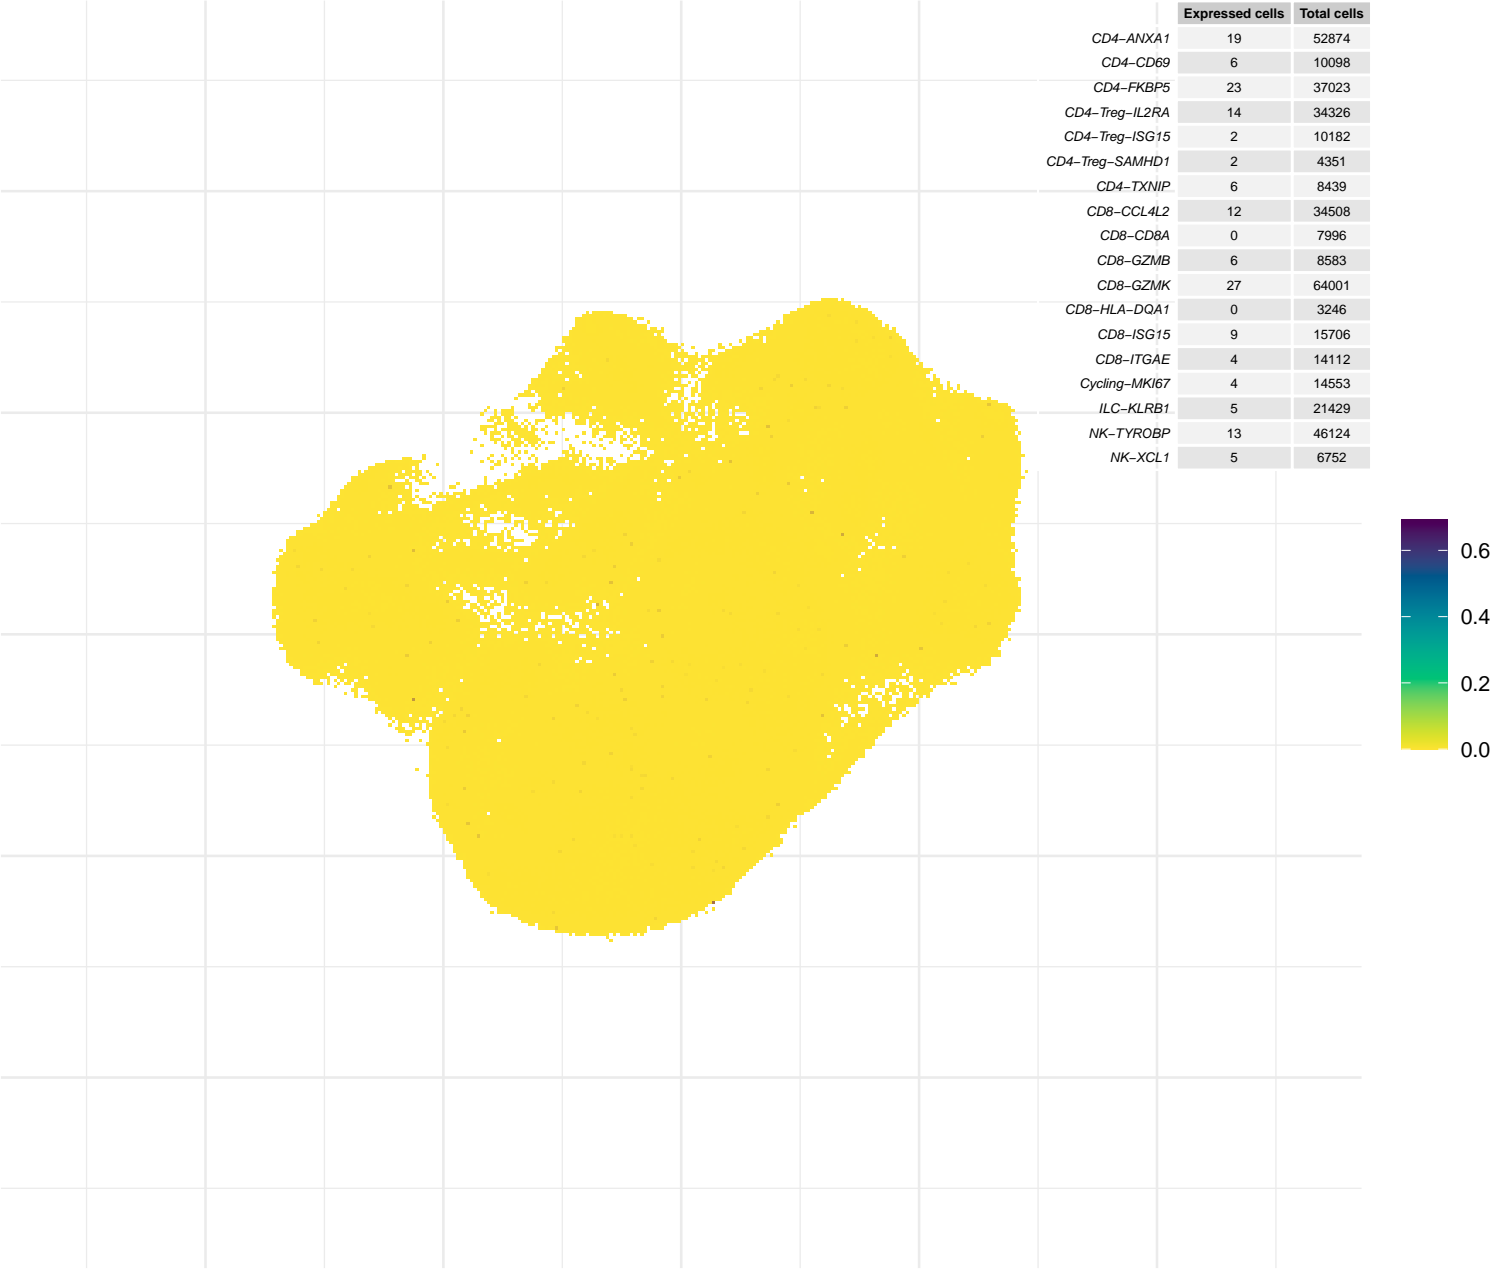 Expressed cells Total cells
CD4−ANXA1 19 52874
CD4−CD69 6 10098
CD4−FKBP5 23 37023
CD4−Treg−IL2RA 14 34326
CD4−Treg−ISG15 2 10182
CD4−Treg−SAMHD1 2 4351
CD4−TXNIP 6 8439
CD8−CCL4L2 12 34508
CD8−CD8A 0 7996
CD8−GZMB 6 8583
CD8−GZMK 27 64001
CD8−HLA−DQA1 0 3246
CD8−ISG15 9 15706
CD8−ITGAE 4 14112
Cycling−MKI67 4 14553
ILC−KLRB1 5 21429
NK−TYROBP 13 46124
NK−XCL1 5 6752
0.6
0.4
0.2
0.0